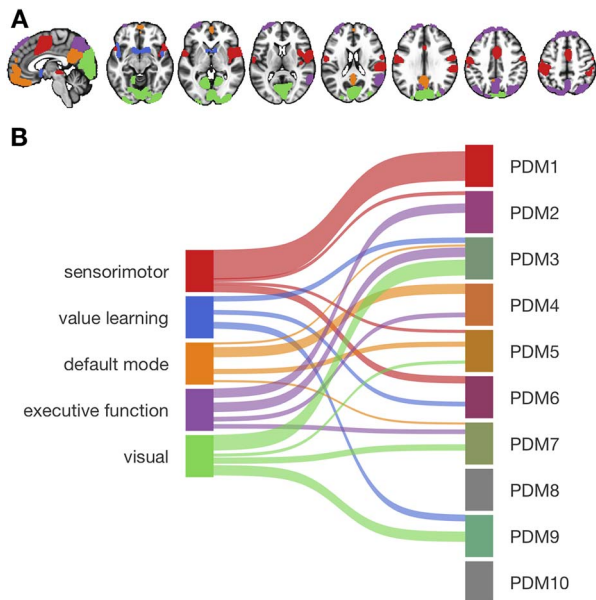 A
B
sensorimotor
value learning
default mode
executive function
visual
PDM1
PDM2
PDM3
PDM4
PDM5
PDM6
PDM7
PDM8
PDM9
PDM10